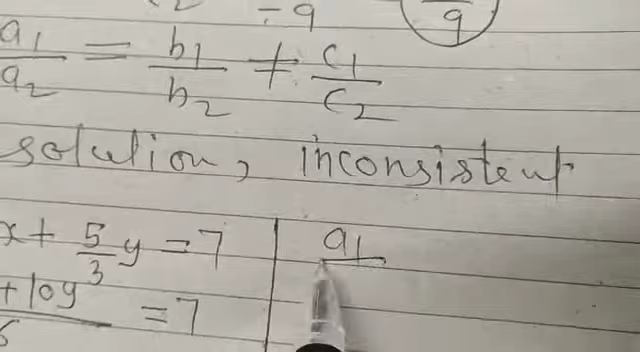 ÷9 9
a1/a2 = b1/b2 ≠ c1/c2
solution, inconsistent
x + 5/3 y = 7 a1
+10y = 7